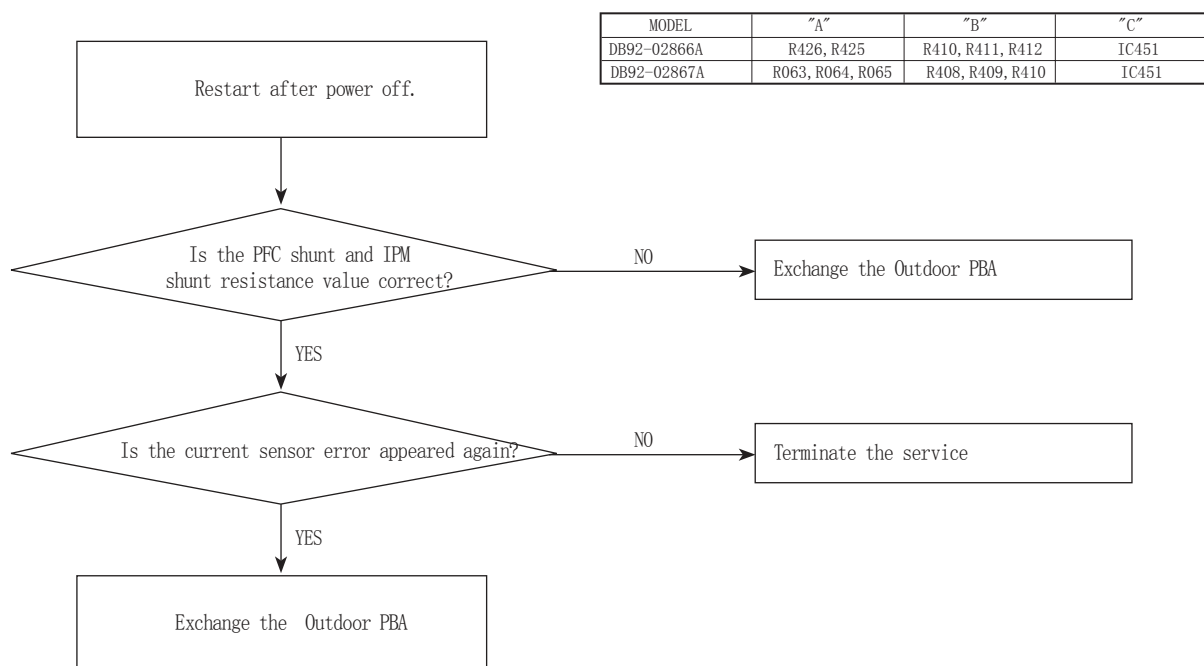 MODEL "A" "B" "C"
DB92-02866A R426, R425 R410, R411, R412 IC451
DB92-02867A R063, R064, R065 R408, R409, R410 IC451
Restart after power off.
Is the PFC shunt and IPM
shunt resistance value correct?
NO
Exchange the Outdoor PBA
YES
Is the current sensor error appeared again?
NO
Terminate the service
YES
Exchange the Outdoor PBA